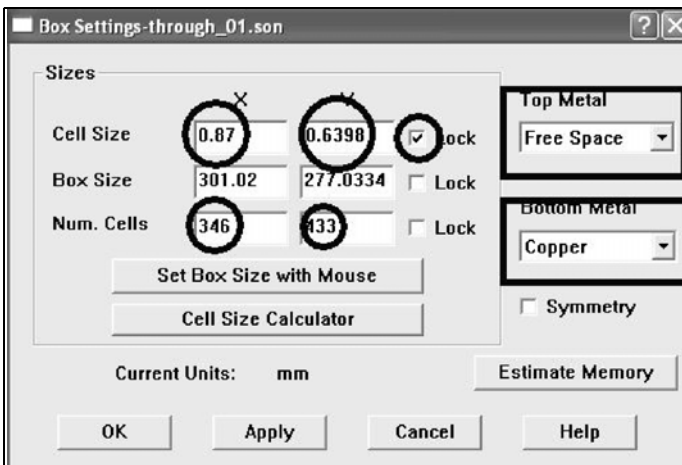 Box Settings-through_01.son
Sizes
X Y
Cell Size 0.87 0.6398 Lock
Box Size 301.02 277.0334 Lock
Num. Cells 346 433 Lock
Set Box Size with Mouse
Cell Size Calculator
Top Metal
Free Space
Bottom Metal
Copper
Symmetry
Current Units: mm
Estimate Memory
OK Apply Cancel Help